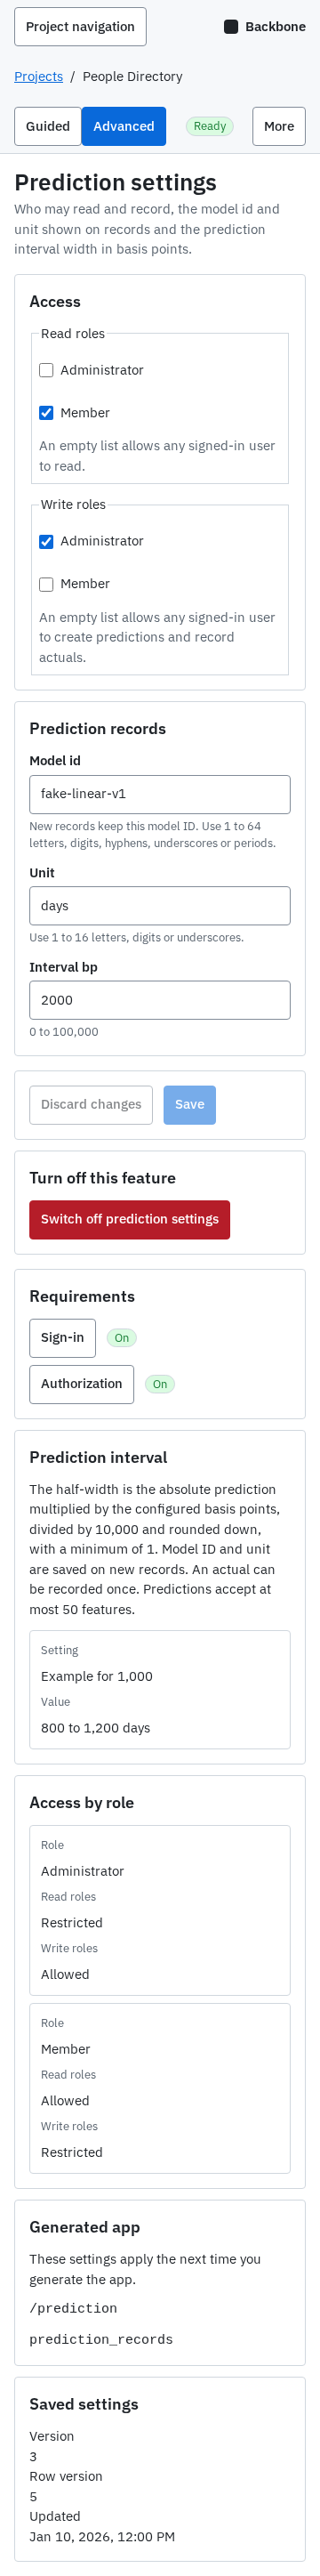 Project navigation
Backbone
Projects / People Directory
Guided
Advanced
Ready
More
Prediction settings
Who may read and record, the model id and
unit shown on records and the prediction
interval width in basis points.
Access
Read roles
Administrator
Member
An empty list allows any signed-in user
to read.
Write roles
Administrator
Member
An empty list allows any signed-in user
to create predictions and record
actuals.
Prediction records
Model id
fake-linear-v1
New records keep this model ID. Use 1 to 64
letters, digits, hyphens, underscores or periods.
Unit
days
Use 1 to 16 letters, digits or underscores.
Interval bp
2000
0 to 100,000
Discard changes
Save
Turn off this feature
Switch off prediction settings
Requirements
Sign-in
On
Authorization
On
Prediction interval
The half-width is the absolute prediction
multiplied by the configured basis points,
divided by 10,000 and rounded down,
with a minimum of 1. Model ID and unit
are saved on new records. An actual can
be recorded once. Predictions accept at
most 50 features.
Setting
Example for 1,000
Value
800 to 1,200 days
Access by role
Role
Administrator
Read roles
Restricted
Write roles
Allowed
Role
Member
Read roles
Allowed
Write roles
Restricted
Generated app
These settings apply the next time you
generate the app.
/prediction
prediction_records
Saved settings
Version
3
Row version
5
Updated
Jan 10, 2026, 12:00 PM